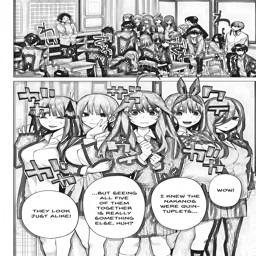 THEY LOOK
JUST ALIKE!
...BUT SEEING
ALL FIVE
OF THEM
TOGETHER
IS REALLY
SOMETHING
ELSE, HUH?
I KNEW THE
NAKANOS
WERE QUIN-
TUPLETS...
WOW!